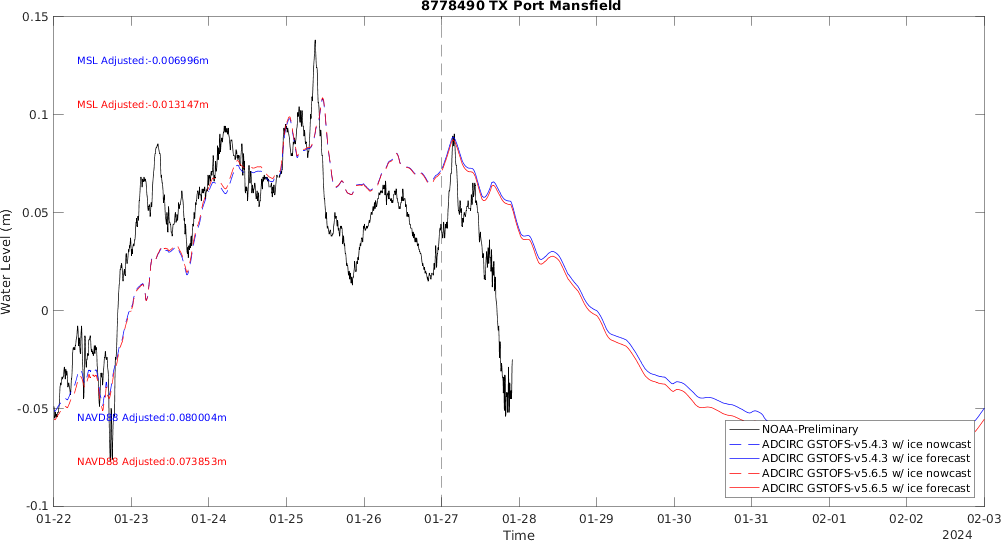 8778490 TX Port Mansfield
0.15
MSL Adjusted:-0.006996m
0.1
MSL Adjusted:-0.013147m
0.05
Water Level (m)
0
-0.05
NAVD88 Adjusted:0.080004m
NAVD88 Adjusted:0.073853m
-0.1
NOAA-Preliminary
ADCIRC GSTOFS-v5.4.3 w/ ice nowcast
ADCIRC GSTOFS-v5.4.3 w/ ice forecast
ADCIRC GSTOFS-v5.6.5 w/ ice nowcast
ADCIRC GSTOFS-v5.6.5 w/ ice forecast
01-22 01-23 01-24 01-25 01-26 01-27 01-28 01-29 01-30 01-31 02-01 02-02 02-03
Time
2024